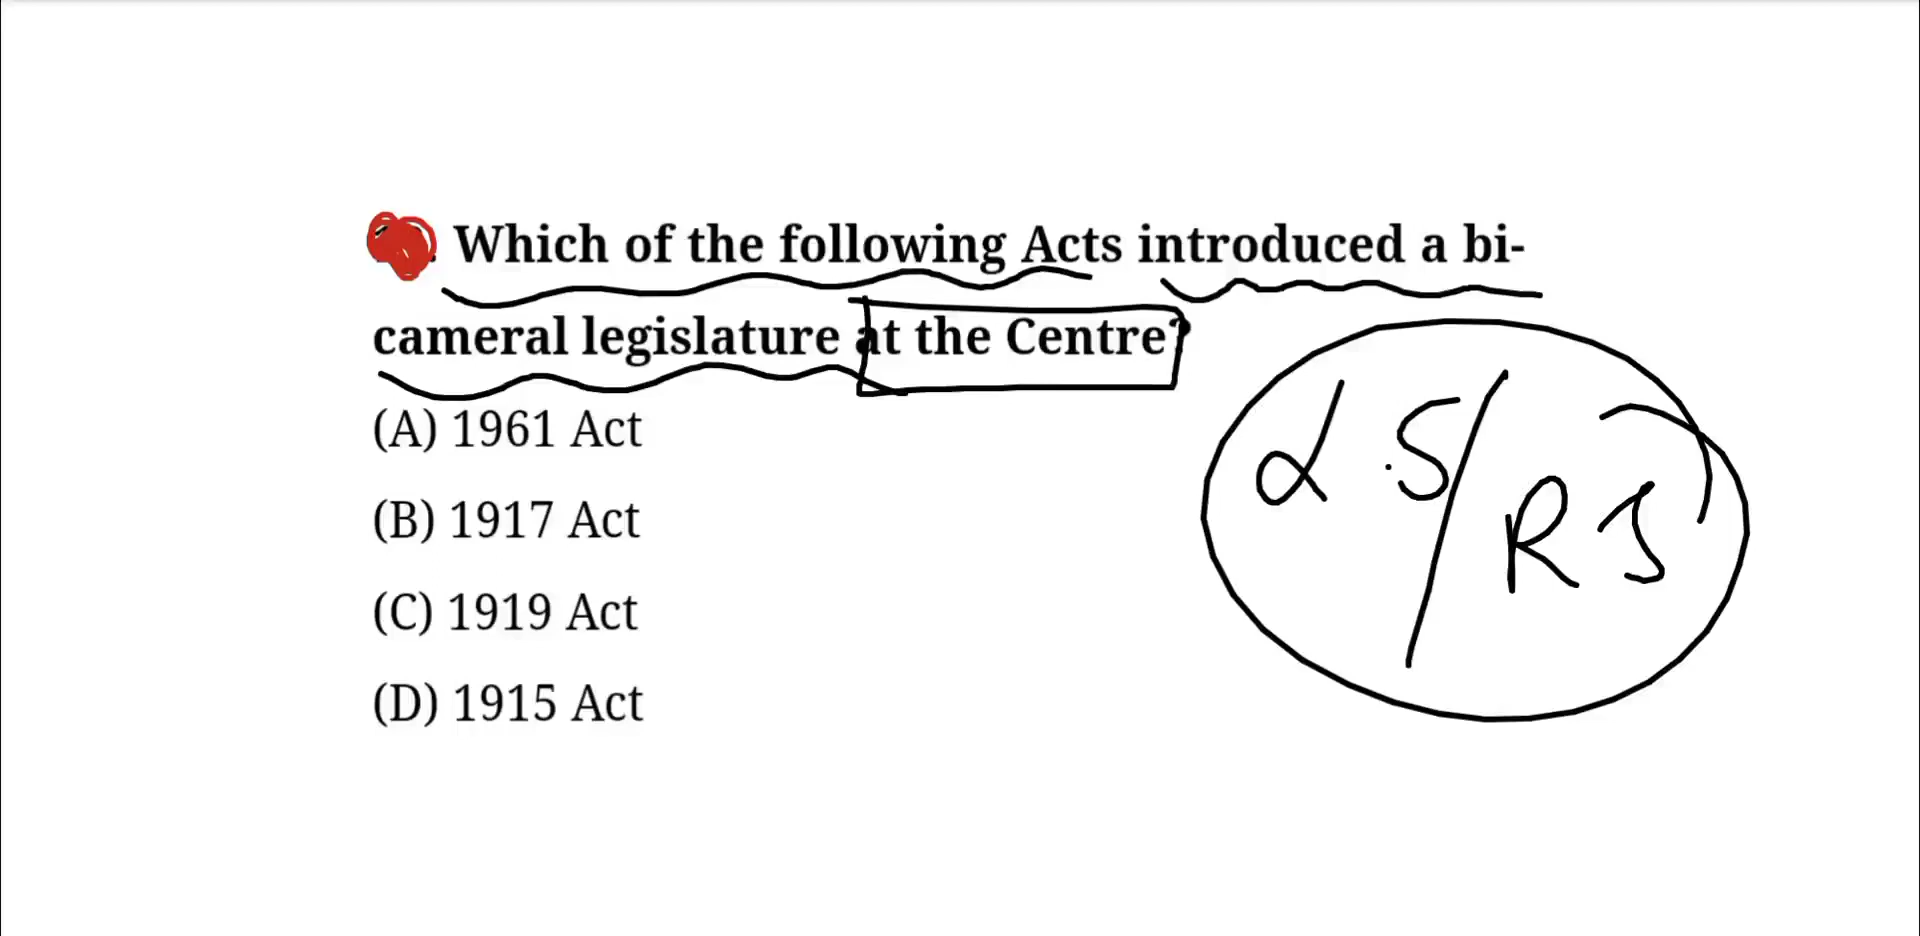 Which of the following Acts introduced a bi-
cameral legislature at the Centre?
(A) 1961 Act
(B) 1917 Act
(C) 1919 Act
(D) 1915 Act
L.S/RS